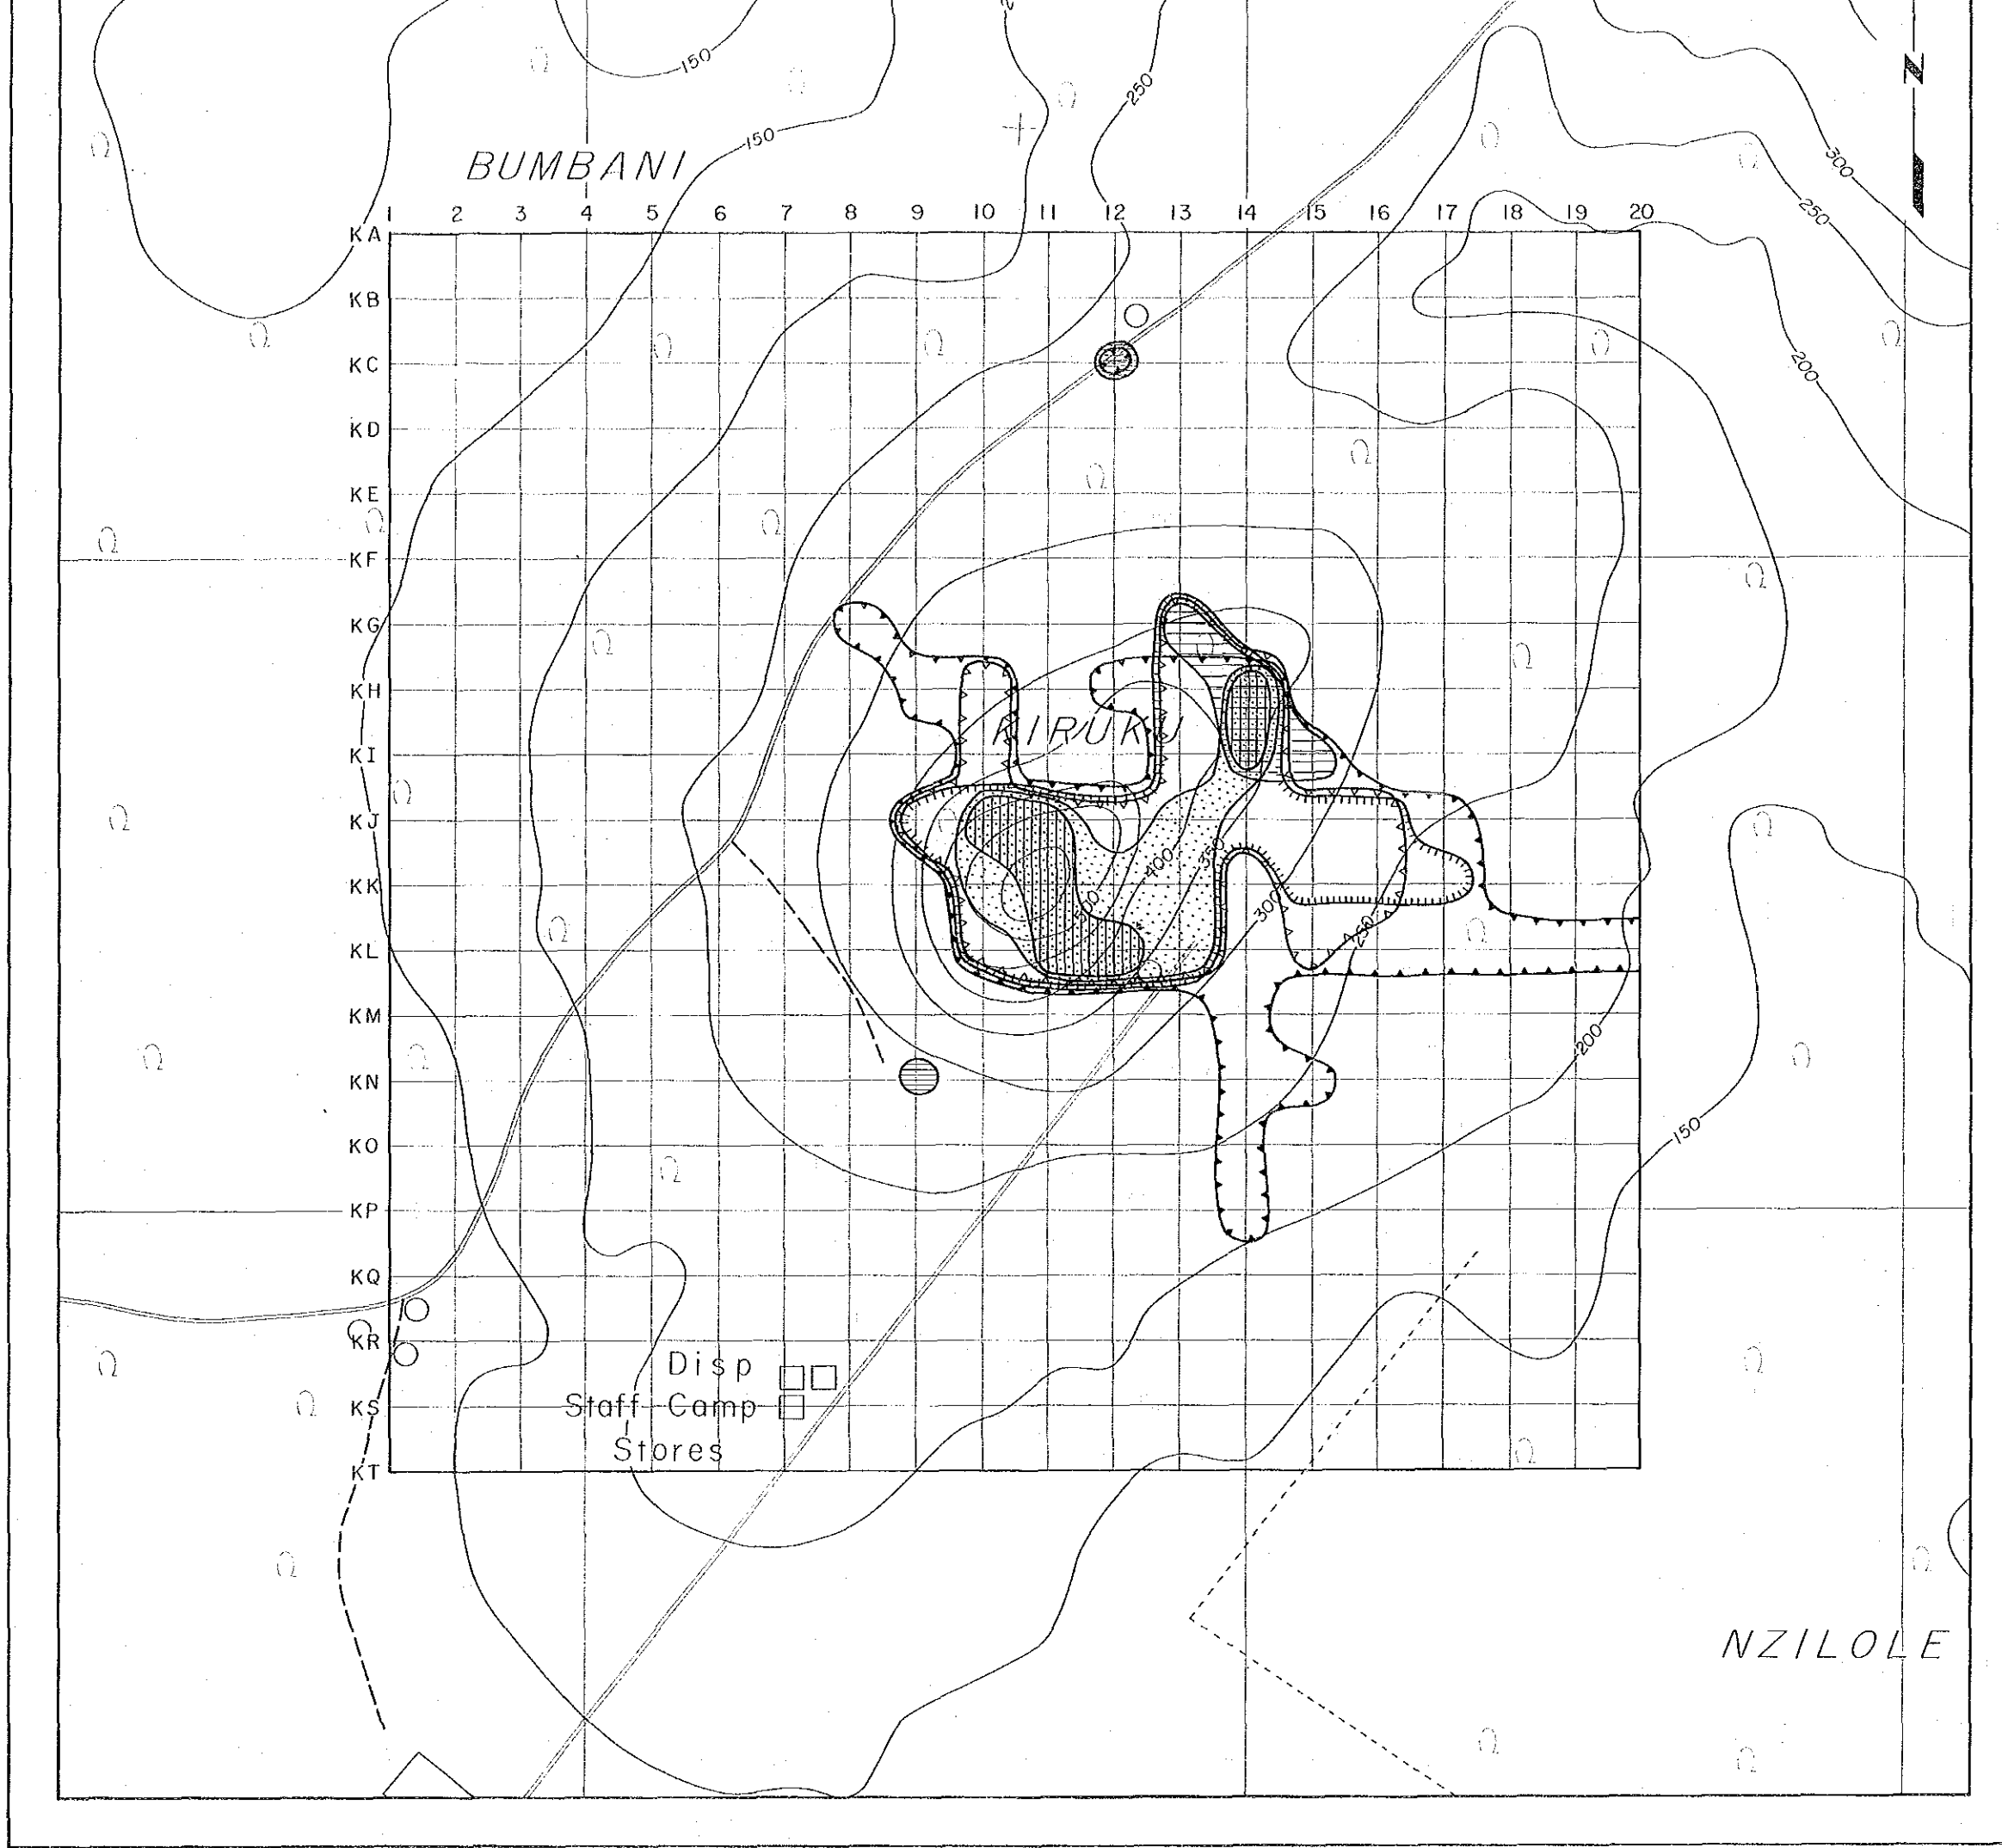 150
250
N
150
BUMBANI
300
250
1 2 3 4 5 6 7 8 9 10 11 12 13 14 15 16 17 18 19 20
KA
KB
KC
200
KD
KE
KF
KG
KH
KIRUKU
KI
KJ
400 350
KK
500 300
250
KL
KM
200
KN
150
KO
KP
KQ
KR
Disp
KS Staff Camp
Stores
KT
NZILOLE